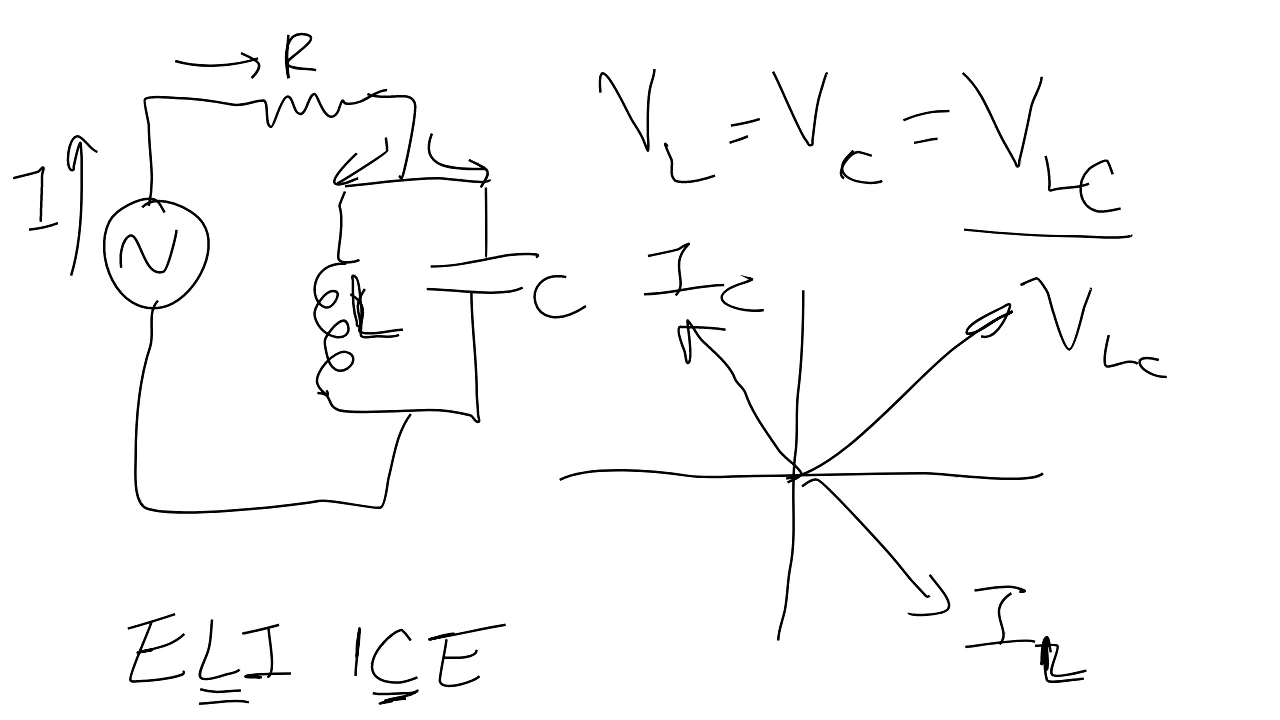 R
I
L
C
V_L = V_C = V_LC
I_C
V_LC
I_L
ELI ICE